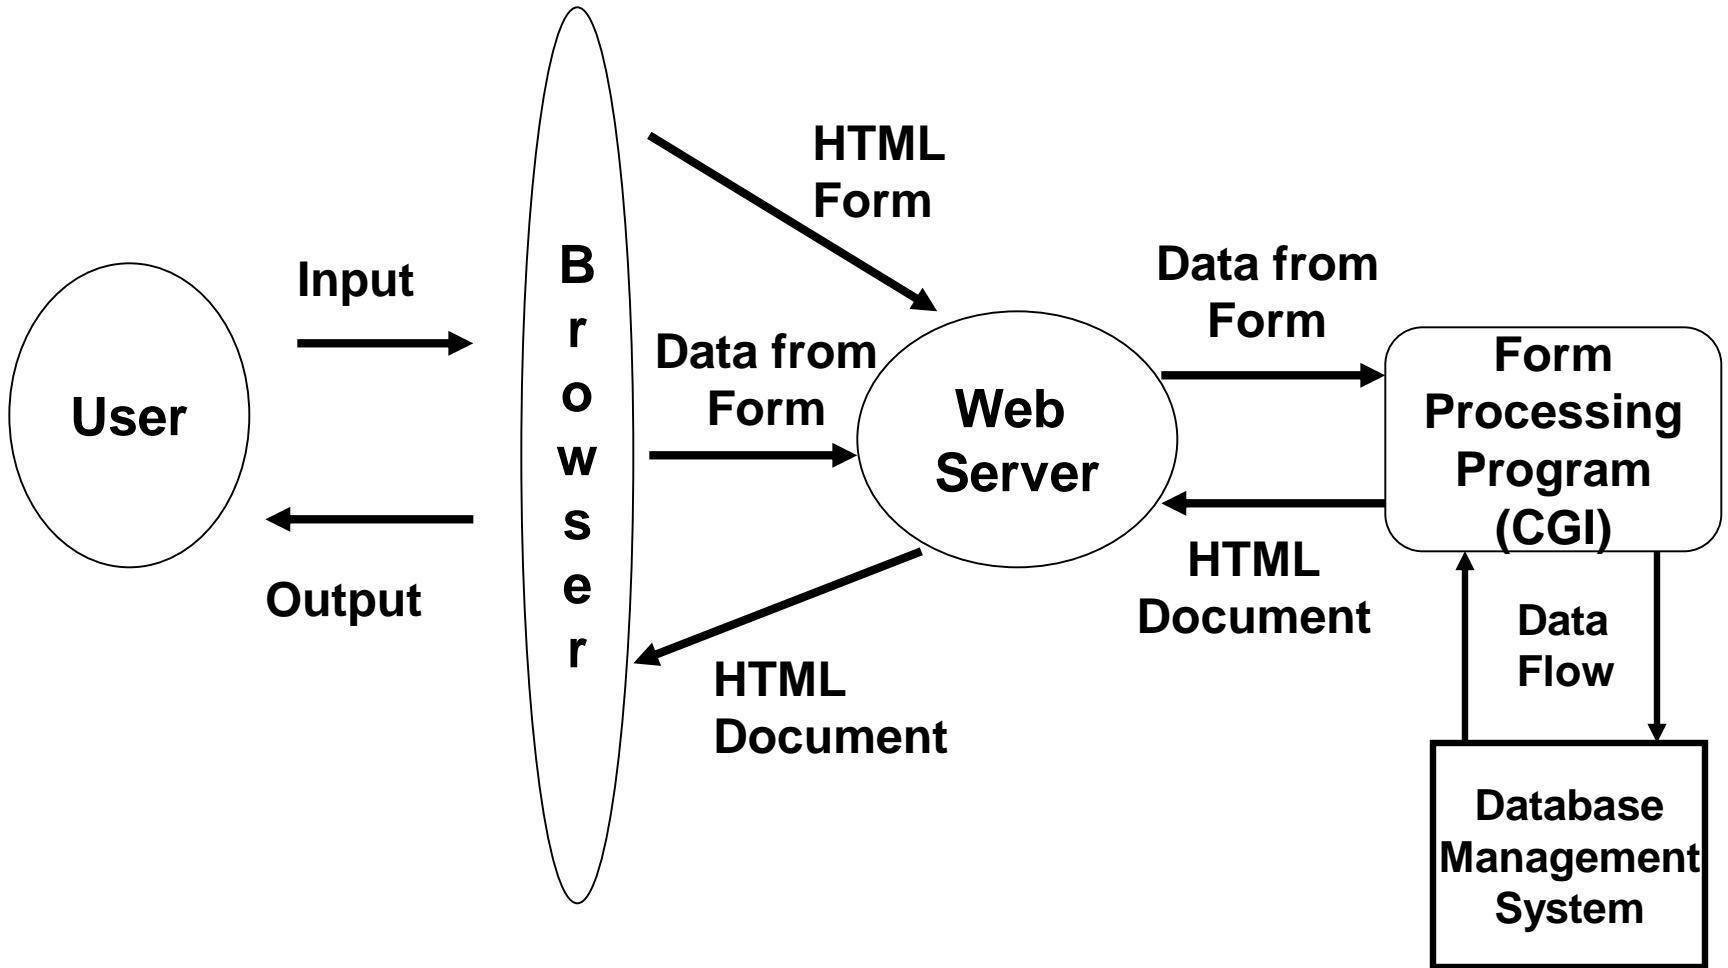 User
Input
Output
B
r
o
w
s
e
r
HTML
Form
Data from
Form
HTML
Document
Web
Server
Data from
Form
HTML
Document
Form
Processing
Program
(CGI)
Data
Flow
Database
Management
System